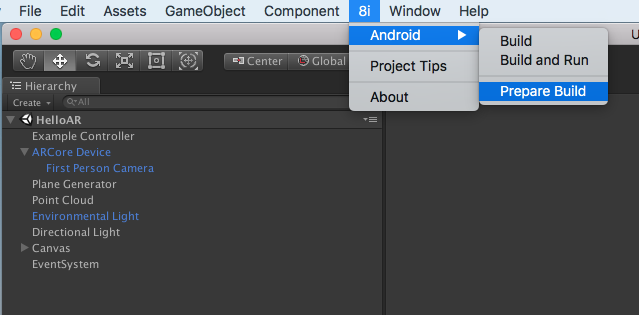 File Edit Assets GameObject Component 8i Window Help
Android
Project Tips
About
Build
Build and Run
Prepare Build
U
Center Global
Hierarchy
Create All
HelloAR
Example Controller
ARCore Device
First Person Camera
Plane Generator
Point Cloud
Environmental Light
Directional Light
Canvas
EventSystem